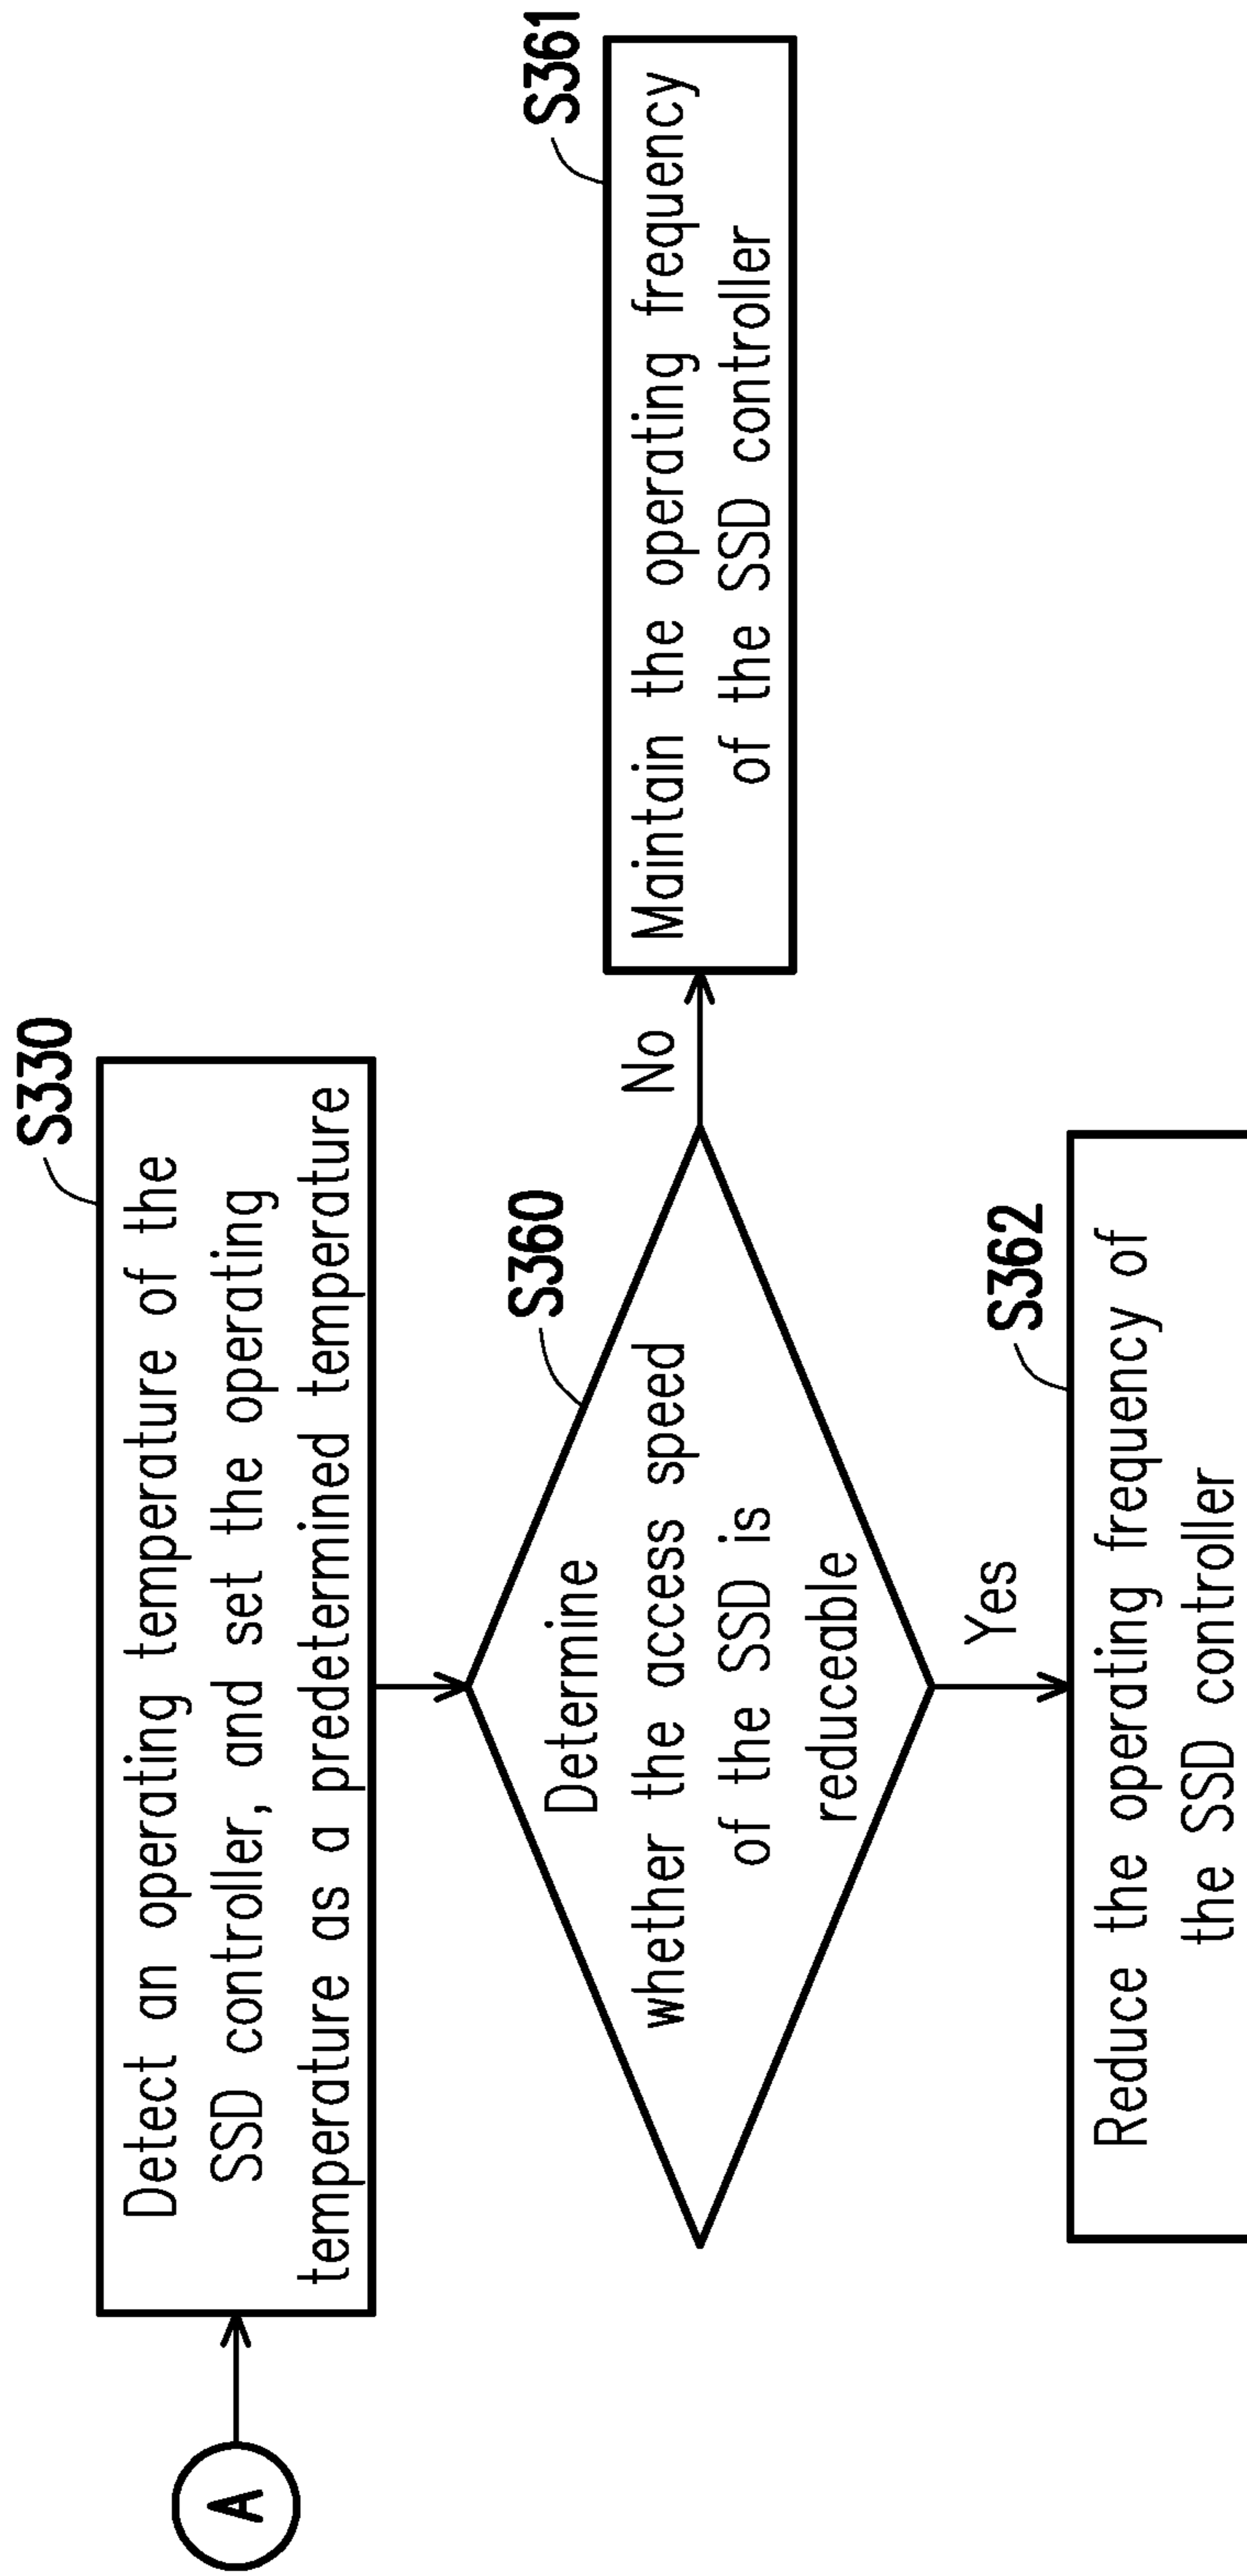 A
S330
Detect an operating temperature of the
SSD controller, and set the operating
temperature as a predetermined temperature
S360
Determine
whether the access speed
of the SSD is
reduceable
No
S361
Maintain the operating frequency
of the SSD controller
Yes
S362
Reduce the operating frequency of
the SSD controller